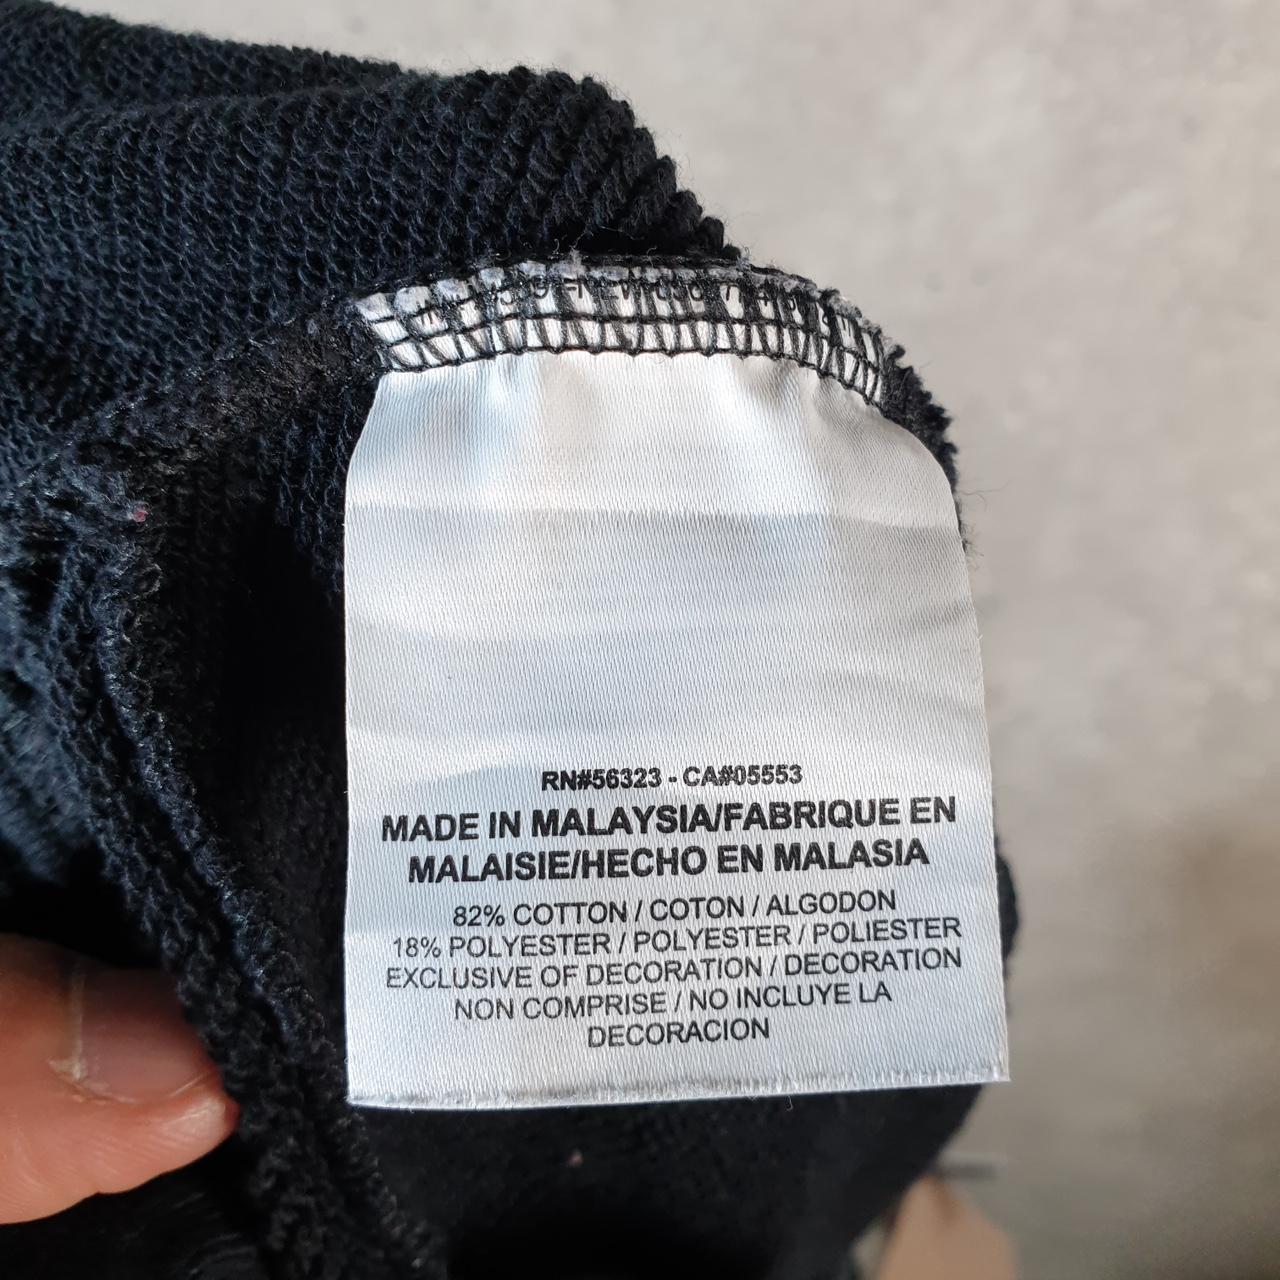 RN#56323 - CA#05553
MADE IN MALAYSIA/FABRIQUE EN
MALAISIE/HECHO EN MALASIA
82% COTTON / COTON / ALGODON
18% POLYESTER / POLYESTER / POLIESTER
EXCLUSIVE OF DECORATION / DECORATION
NON COMPRISE / NO INCLUYE LA
DECORACION